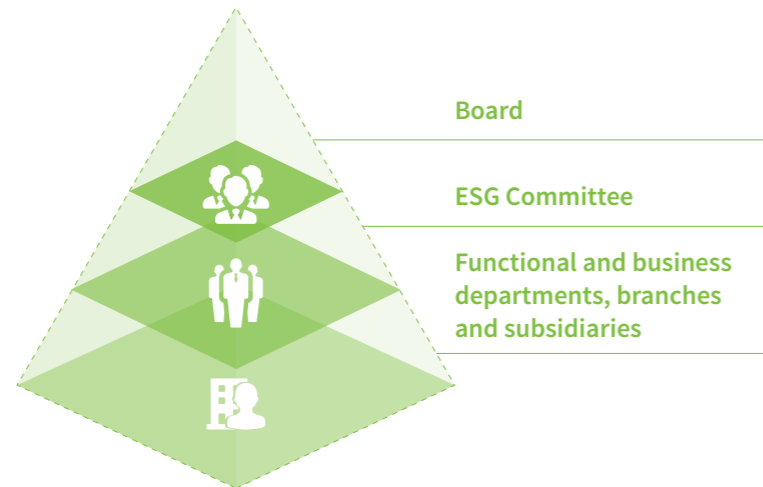 Board
ESG Committee
Functional and business
departments, branches
and subsidiaries